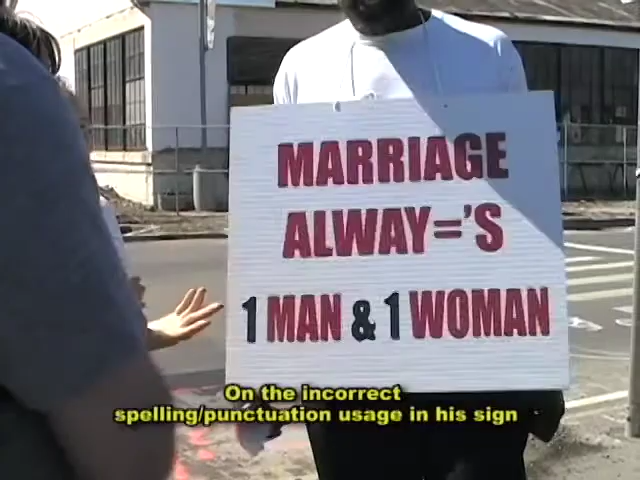 MARRIAGE
ALWAY='S
1 MAN & 1 WOMAN
On the incorrect
spelling/punctuation usage in his sign